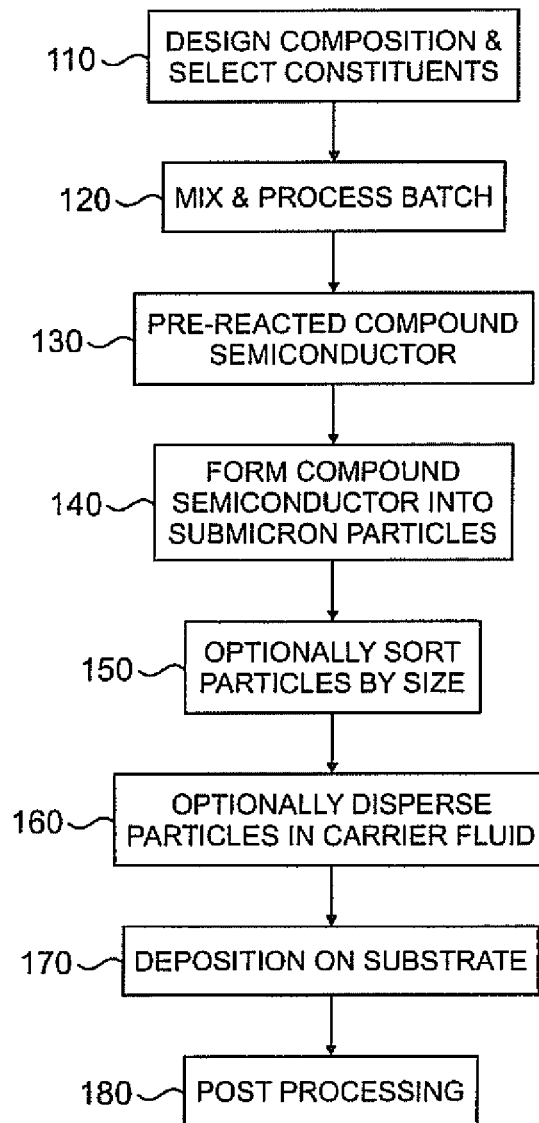 110
DESIGN COMPOSITION &
SELECT CONSTITUENTS
120
MIX & PROCESS BATCH
130
PRE-REACTED COMPOUND
SEMICONDUCTOR
140
FORM COMPOUND
SEMICONDUCTOR INTO
SUBMICRON PARTICLES
150
OPTIONALLY SORT
PARTICLES BY SIZE
160
OPTIONALLY DISPERSE
PARTICLES IN CARRIER FLUID
170
DEPOSITION ON SUBSTRATE
180
POST PROCESSING